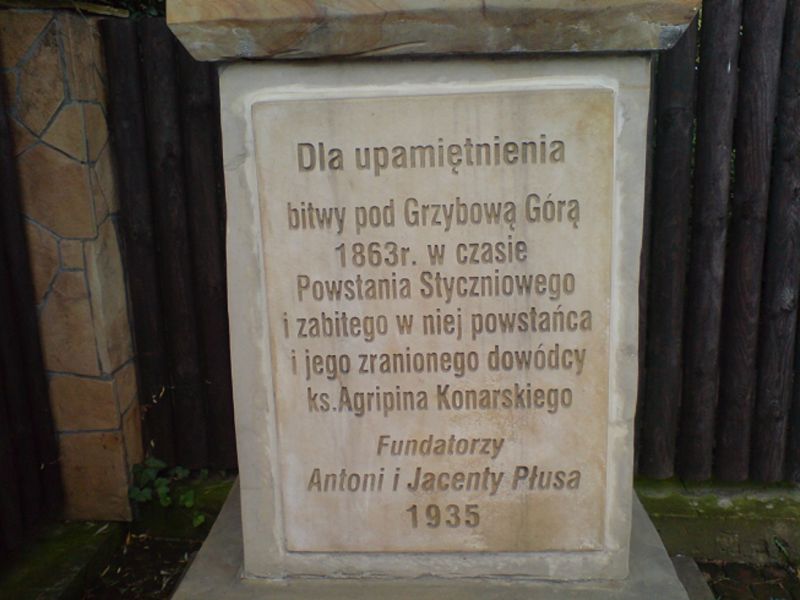 Dla upamiętnienia
bitwy pod Grzybową Górą
1863r. w czasie
Powstania Styczniowego
i zabitego w niej powstańca
i jego zranionego dowódcy
ks.Agripina Konarskiego
Fundatorzy
Antoni i Jacenty Płusa
1935